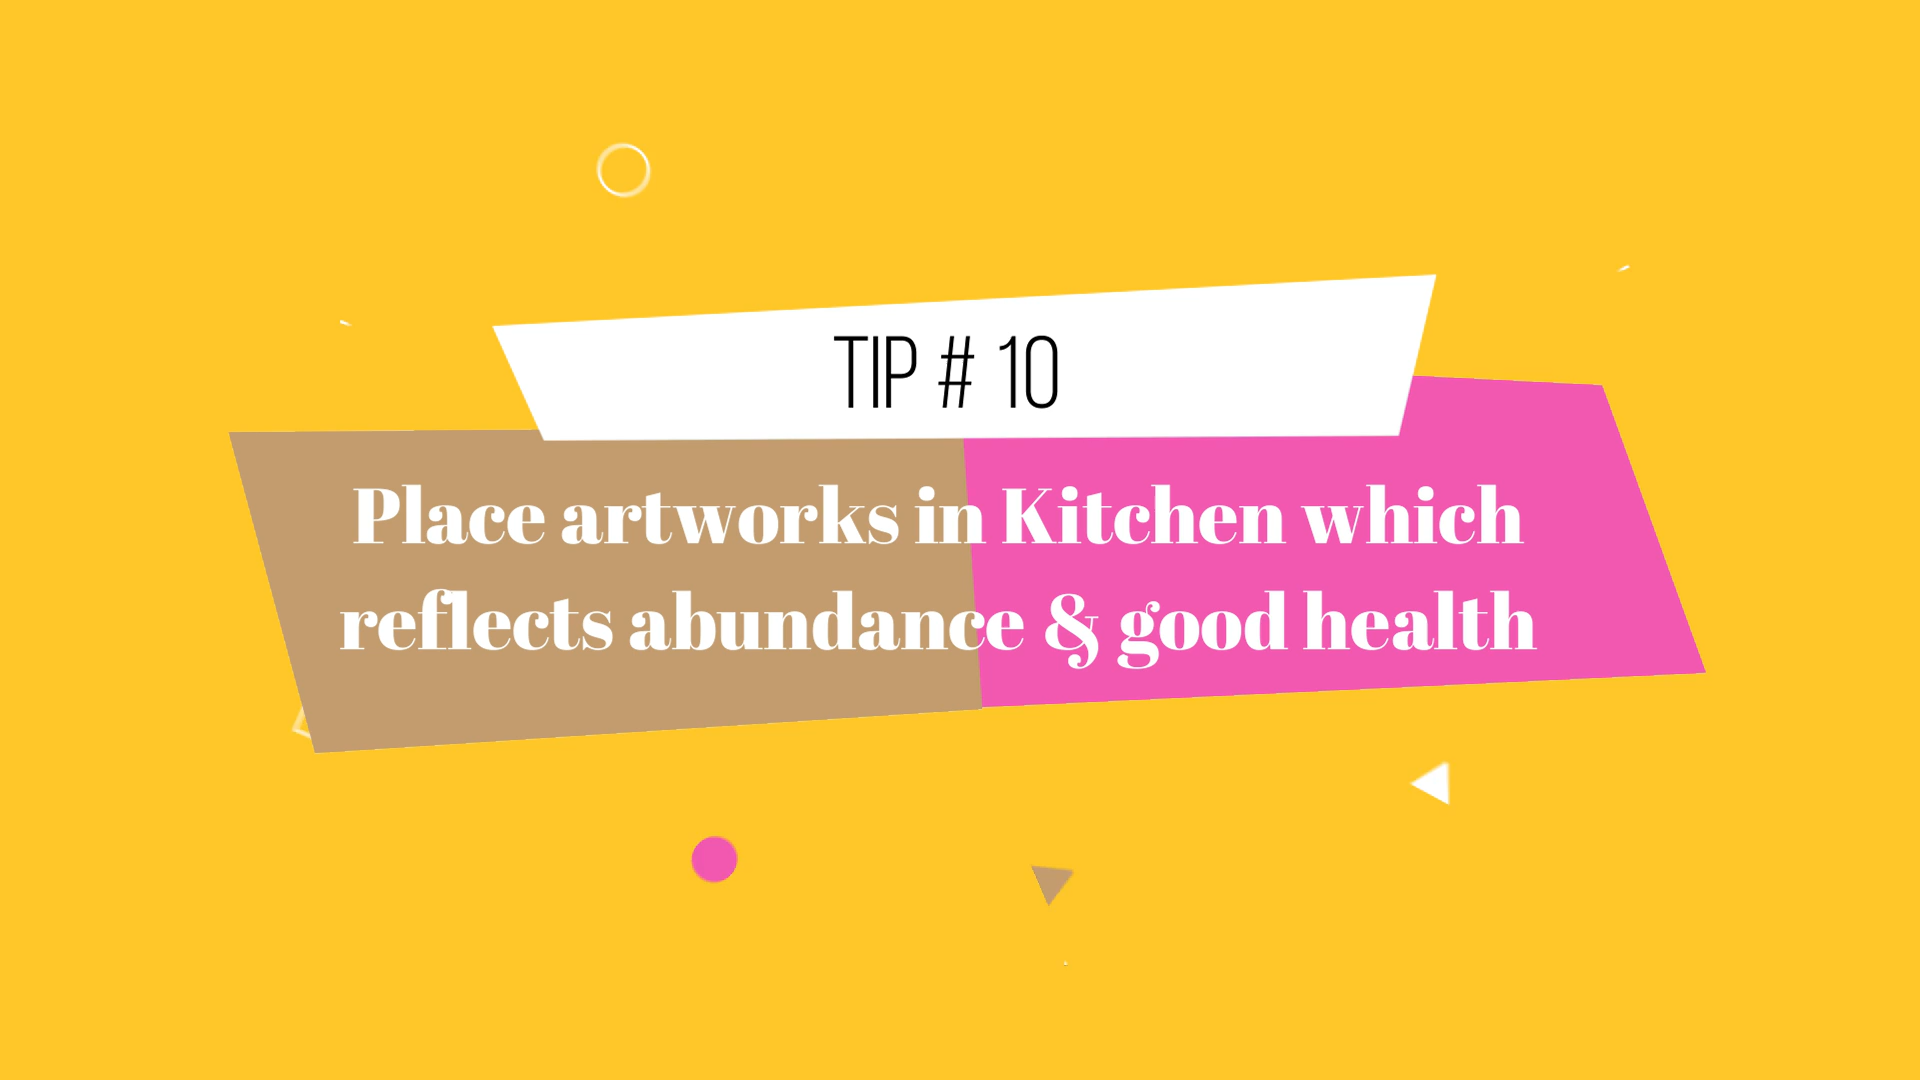 TIP # 10
Place artworks in Kitchen which
reflects abundance & good health